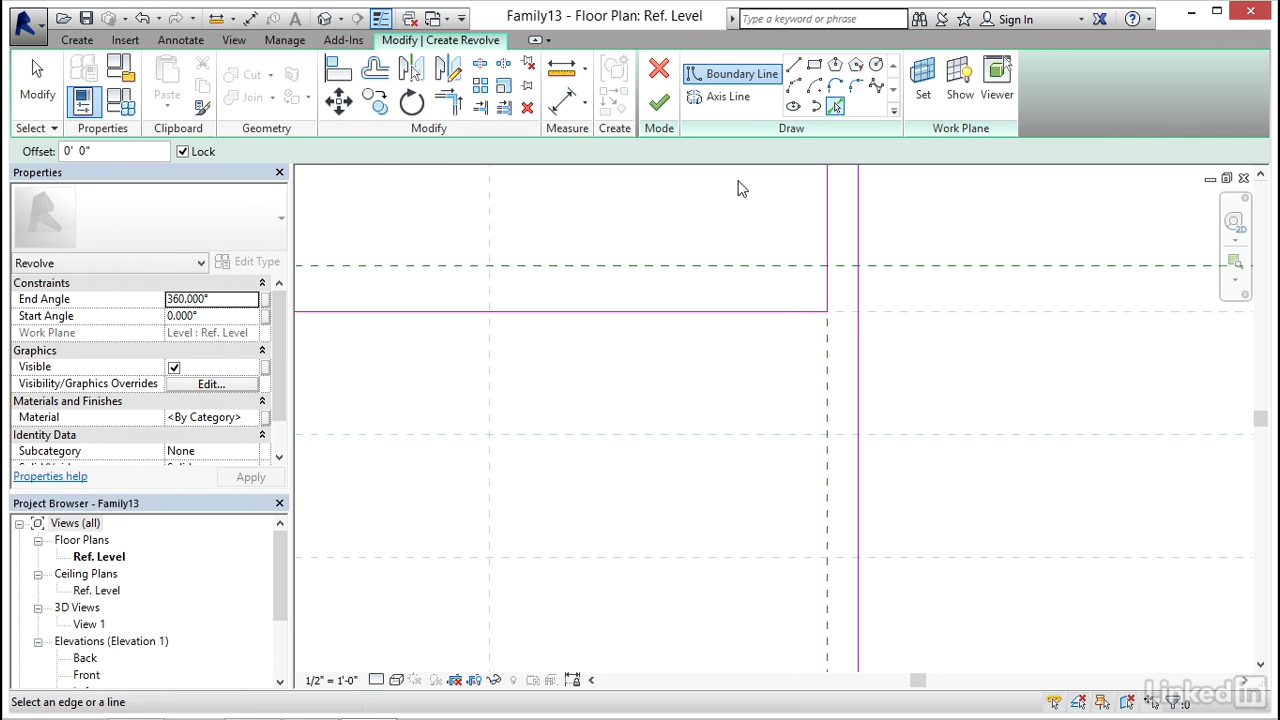 Family13 - Floor Plan: Ref. Level
Type a keyword or phrase
Sign In
Create Insert Annotate View Manage Add-Ins Modify | Create Revolve
Modify
Paste
Cut
Join
Create
Boundary Line
Axis Line
Set
Show
Viewer
Select
Properties
Clipboard
Geometry
Modify
Measure
Create
Mode
Draw
Work Plane
Offset: 0' 0"
Lock
Properties
Revolve
Edit Type
Constraints
End Angle 360.000°
Start Angle 0.000°
Work Plane Level : Ref. Level
Graphics
Visible
Visibility/Graphics Overrides Edit...
Materials and Finishes
Material <By Category>
Identity Data
Subcategory None
Properties help
Apply
Project Browser - Family13
Views (all)
Floor Plans
Ref. Level
Ceiling Plans
Ref. Level
3D Views
View 1
Elevations (Elevation 1)
Back
Front
2D
1/2" = 1'-0"
Select an edge or a line
:0
LinkedIn